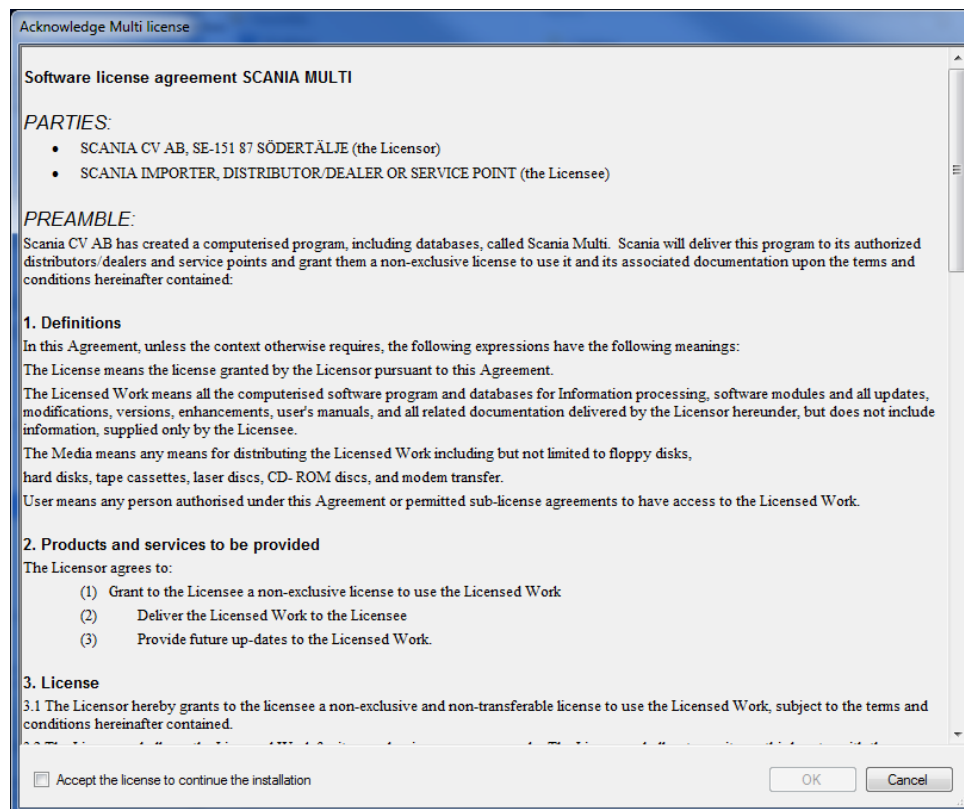 Acknowledge Multi license
Software license agreement SCANIA MULTI
PARTIES:
• SCANIA CV AB, SE-151 87 SÖDERTÄLJE (the Licensor)
• SCANIA IMPORTER, DISTRIBUTOR/DEALER OR SERVICE POINT (the Licensee)
PREAMBLE:
Scania CV AB has created a computerised program, including databases, called Scania Multi. Scania will deliver this program to its authorized
distributors/dealers and service points and grant them a non-exclusive license to use it and its associated documentation upon the terms and
conditions hereinafter contained:
1. Definitions
In this Agreement, unless the context otherwise requires, the following expressions have the following meanings:
The License means the license granted by the Licensor pursuant to this Agreement.
The Licensed Work means all the computerised software program and databases for Information processing, software modules and all updates,
modifications, versions, enhancements, user's manuals, and all related documentation delivered by the Licensor hereunder, but does not include
information, supplied only by the Licensee.
The Media means any means for distributing the Licensed Work including but not limited to floppy disks,
hard disks, tape cassettes, laser discs, CD- ROM discs, and modem transfer.
User means any person authorised under this Agreement or permitted sub-license agreements to have access to the Licensed Work.
2. Products and services to be provided
The Licensor agrees to:
(1) Grant to the Licensee a non-exclusive license to use the Licensed Work
(2) Deliver the Licensed Work to the Licensee
(3) Provide future up-dates to the Licensed Work.
3. License
3.1 The Licensor hereby grants to the licensee a non-exclusive and non-transferable license to use the Licensed Work, subject to the terms and
conditions hereinafter contained.
Accept the license to continue the installation
OK
Cancel